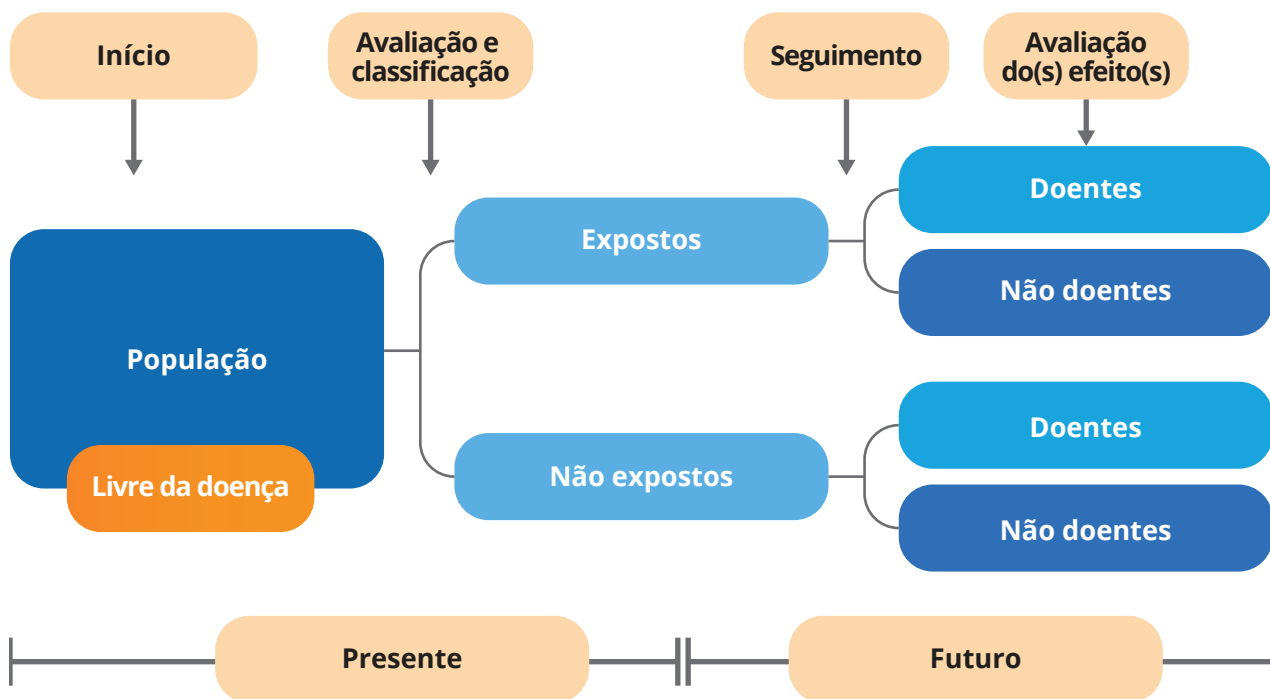 Início
Avaliação e
classificação
Seguimento
Avaliação
do(s) efeito(s)
População
Livre da doença
Expostos
Não expostos
Doentes
Não doentes
Doentes
Não doentes
Presente
Futuro